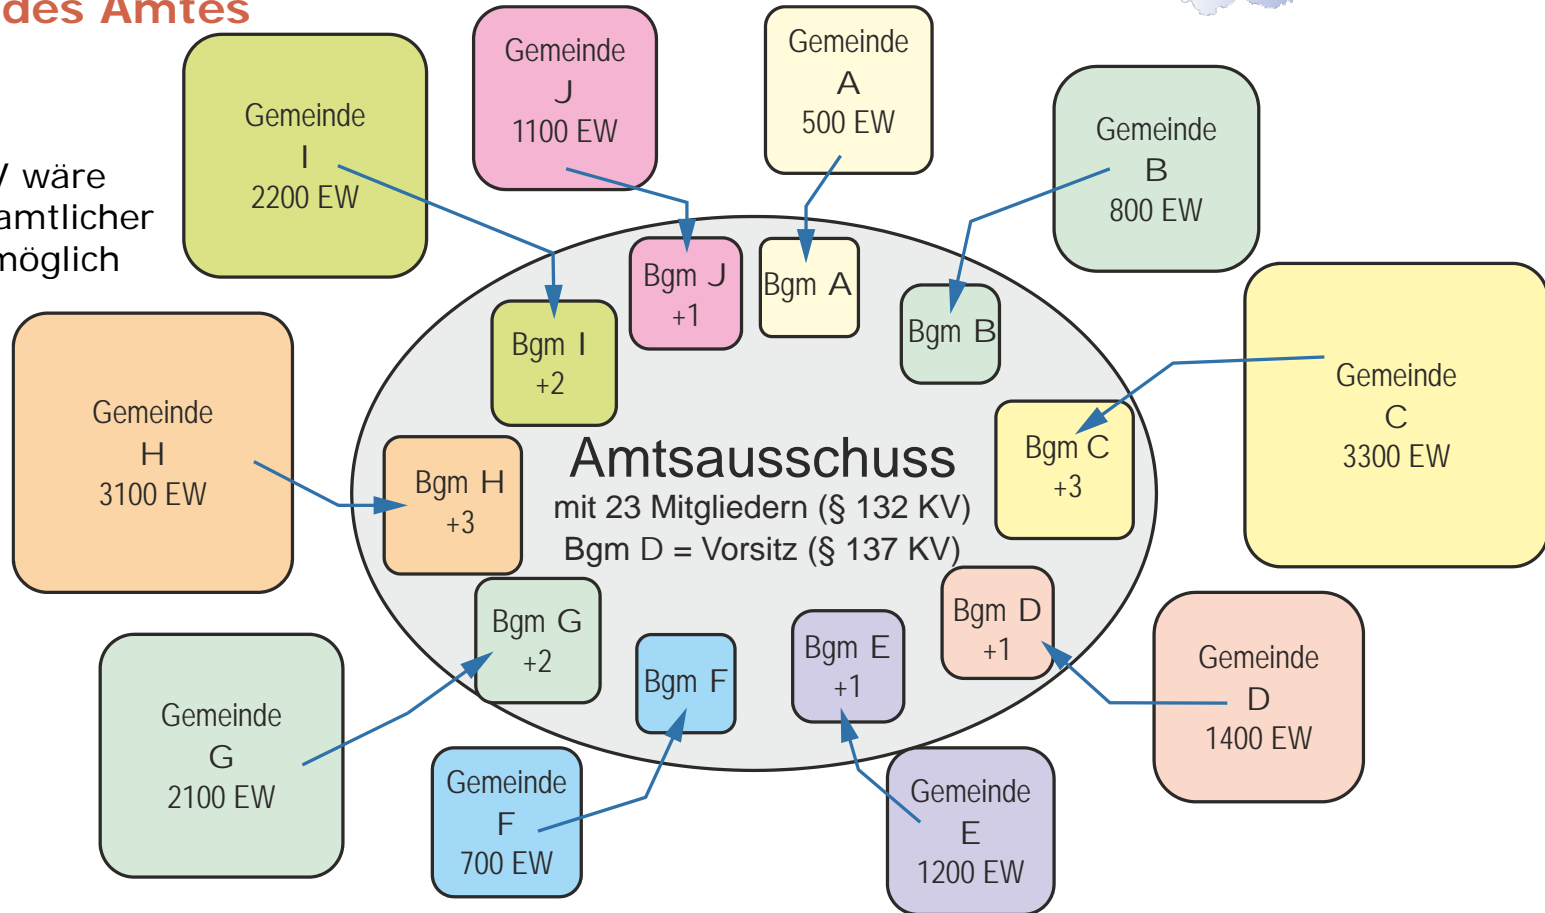 des Amtes
wäre
amtlicher
möglich
Gemeinde
I
2200 EW
Gemeinde
J
1100 EW
Gemeinde
A
500 EW
Gemeinde
B
800 EW
Gemeinde
C
3300 EW
Gemeinde
D
1400 EW
Gemeinde
E
1200 EW
Gemeinde
F
700 EW
Gemeinde
G
2100 EW
Gemeinde
H
3100 EW
Bgm I
+2
Bgm J
+1
Bgm A
Bgm B
Bgm C
+3
Bgm D
+1
Bgm E
+1
Bgm F
Bgm G
+2
Bgm H
+3
Amtsausschuss
mit 23 Mitgliedern (§ 132 KV)
Bgm D = Vorsitz (§ 137 KV)